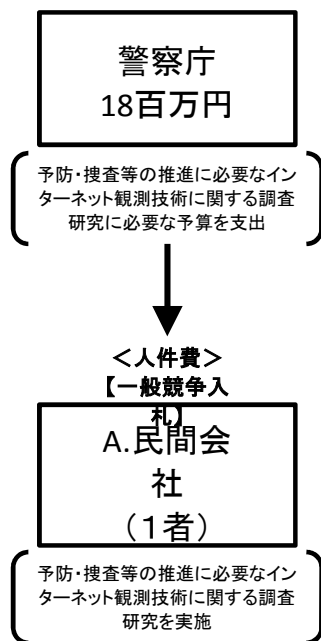 警察庁
18百万円
予防・捜査等の推進に必要なイン
ターネット観測技術に関する調査
研究に必要な予算を支出
＜人件費＞
【一般競争入
札】
A.民間会
社
（１者）
予防・捜査等の推進に必要なイン
ターネット観測技術に関する調査
研究を実施